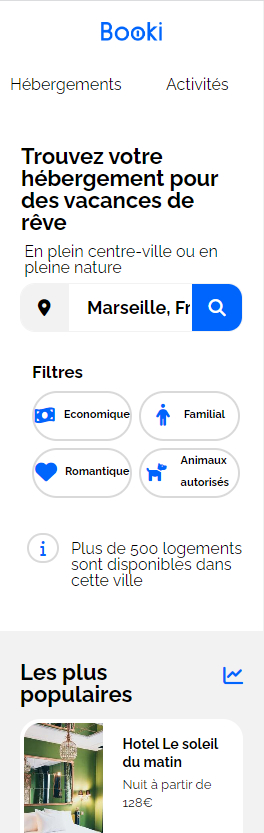 Booki
Hébergements Activités
Trouvez votre
hébergement pour
des vacances de
rêve
En plein centre-ville ou en
pleine nature
Marseille, Fr
Filtres
Economique Familial
Romantique Animaux
autorisés
Plus de 500 logements
sont disponibles dans
cette ville
Les plus
populaires
Hotel Le soleil
du matin
Nuit à partir de
128€